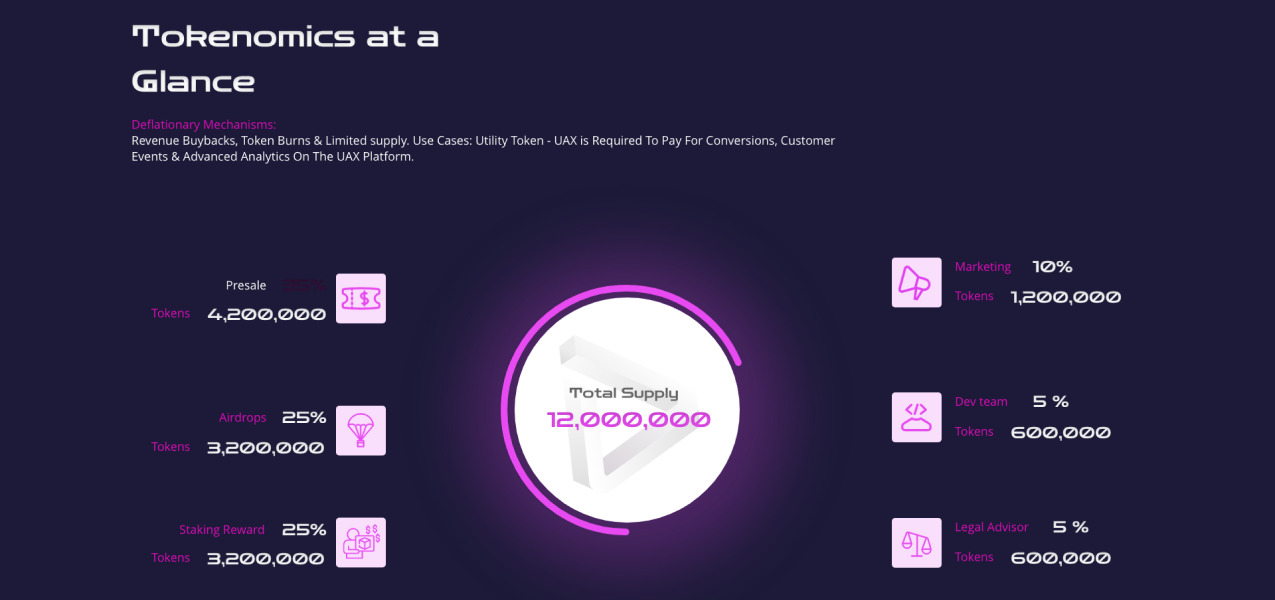 Tokenomics at a
Glance
Deflationary Mechanisms:
Revenue Buybacks, Token Burns & Limited supply. Use Cases: Utility Token - UAX is Required To Pay For Conversions, Customer
Events & Advanced Analytics On The UAX Platform.
Presale
Tokens 4,200,000
Airdrops 25%
Tokens 3,200,000
Staking Reward 25%
Tokens 3,200,000
Total Supply
12,000,000
Marketing 10%
Tokens 1,200,000
Dev team 5 %
Tokens 600,000
Legal Advisor 5 %
Tokens 600,000